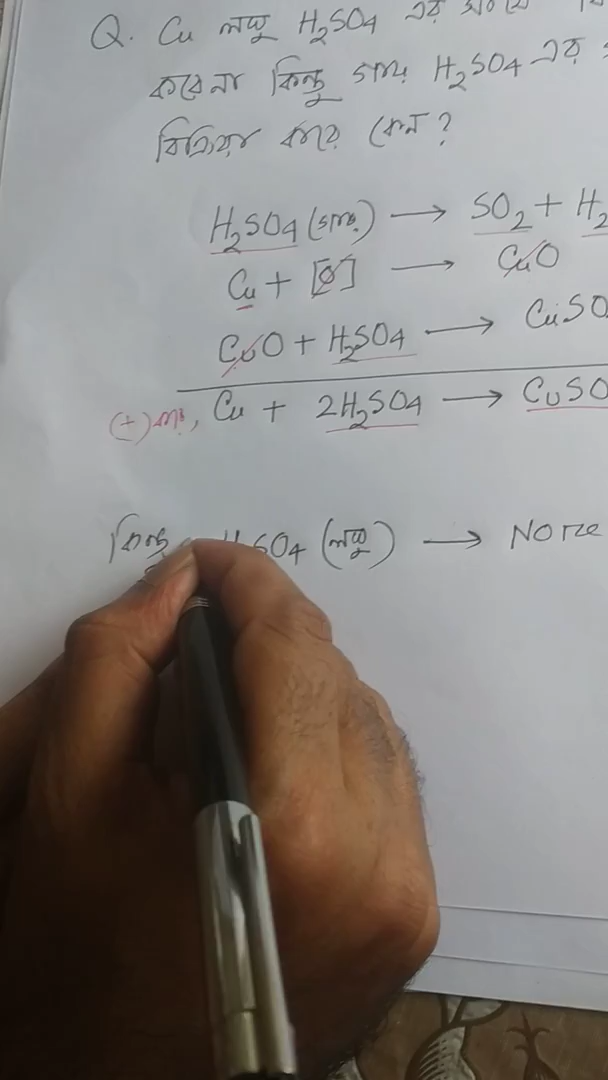 Q. Cu লঘু H₂SO₄ এর সাথে
করেনা কিন্তু গাঢ় H₂SO₄ এর
বিক্রিয়া করে কেন?
H₂SO₄ (গাঢ়) → SO₂ + H₂
Cu + [O] → CuO
CuO + H₂SO₄ → CuSO
(+) করে, Cu + 2H₂SO₄ → CuSO
কিন্তু H₂SO₄ (লঘু) →